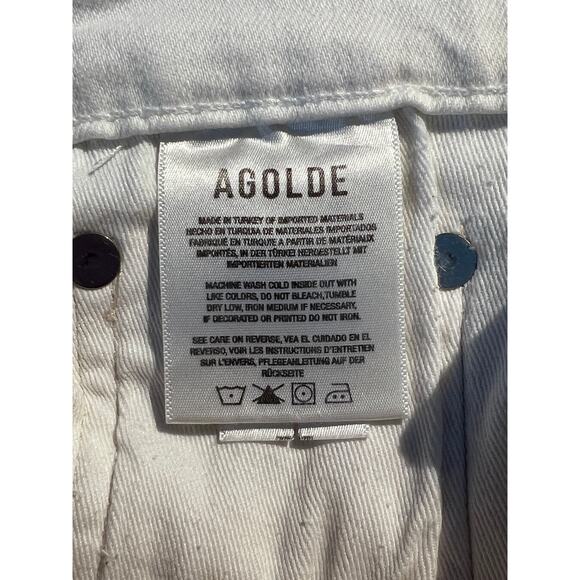 AGOLDE
MADE IN TURKEY OF IMPORTED MATERIALS
HECHO EN TURQUIA DE MATERIALES IMPORTADOS
FABRIQUÉ EN TURQUIE A PARTIR DE MATÉRIAUX
IMPORTÉS, IN DER TÜRKEI HERGESTELLT MIT
IMPORTIERTEN MATERIALIEN
MACHINE WASH COLD INSIDE OUT WITH
LIKE COLORS, DO NOT BLEACH,TUMBLE
DRY LOW, IRON MEDIUM IF NECESSARY,
IF DECORATED OR PRINTED DO NOT IRON.
SEE CARE ON REVERSE, VEA EL CUIDADO EN EL
REVERSO, VOIR LES INSTRUCTIONS D'ENTRETIEN
SUR L'ENVERS, PFLEGEANLEITUNG AUF DER
RÜCKSEITE